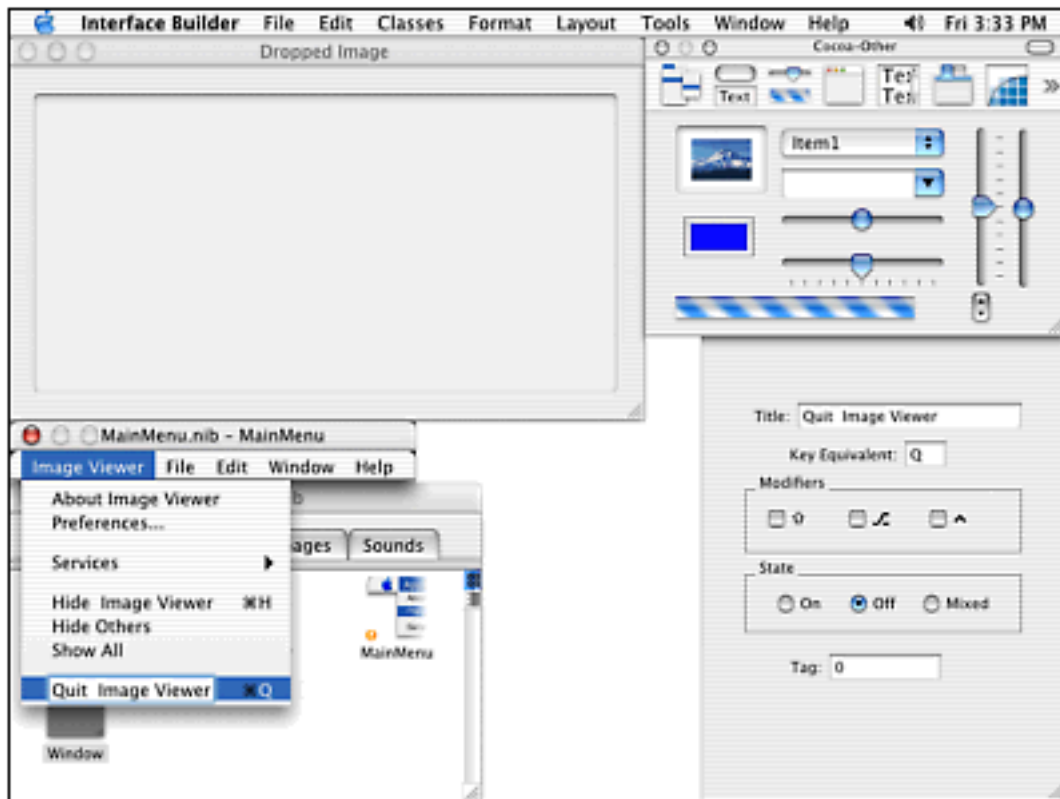 Interface Builder File Edit Classes Format Layout Tools Window Help Fri 3:33 PM
Dropped Image
Cocoa-Other
Text
Item1
Title: Quit  Image Viewer
Key Equivalent: Q
Modifiers
State
On Off Mixed
Tag: 0
MainMenu.nib - MainMenu
Image Viewer File Edit Window Help
About Image Viewer
Preferences...
Services
Hide  Image Viewer ⌘H
Hide Others
Show All
Quit  Image Viewer ⌘Q
Sounds
MainMenu
Window